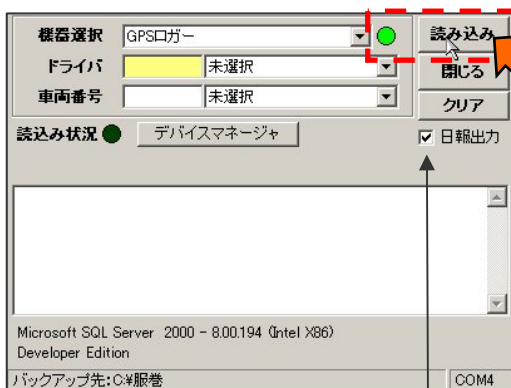 機器選択 GPSロガー 読み込み
ドライバ 未選択 閉じる
車両番号 未選択 クリア
読込み状況 デバイスマネージャ 日報出力
Microsoft SQL Server 2000 - 8.00.194 (Intel X86)
Developer Edition
バックアップ先:C:¥服巻 COM4